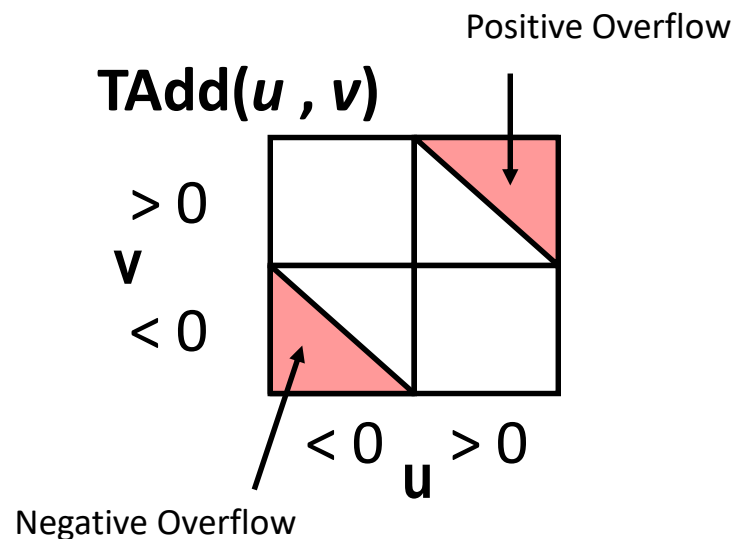 Positive Overflow
TAdd(u , v)
> 0
v
< 0
< 0 > 0
u
Negative Overflow